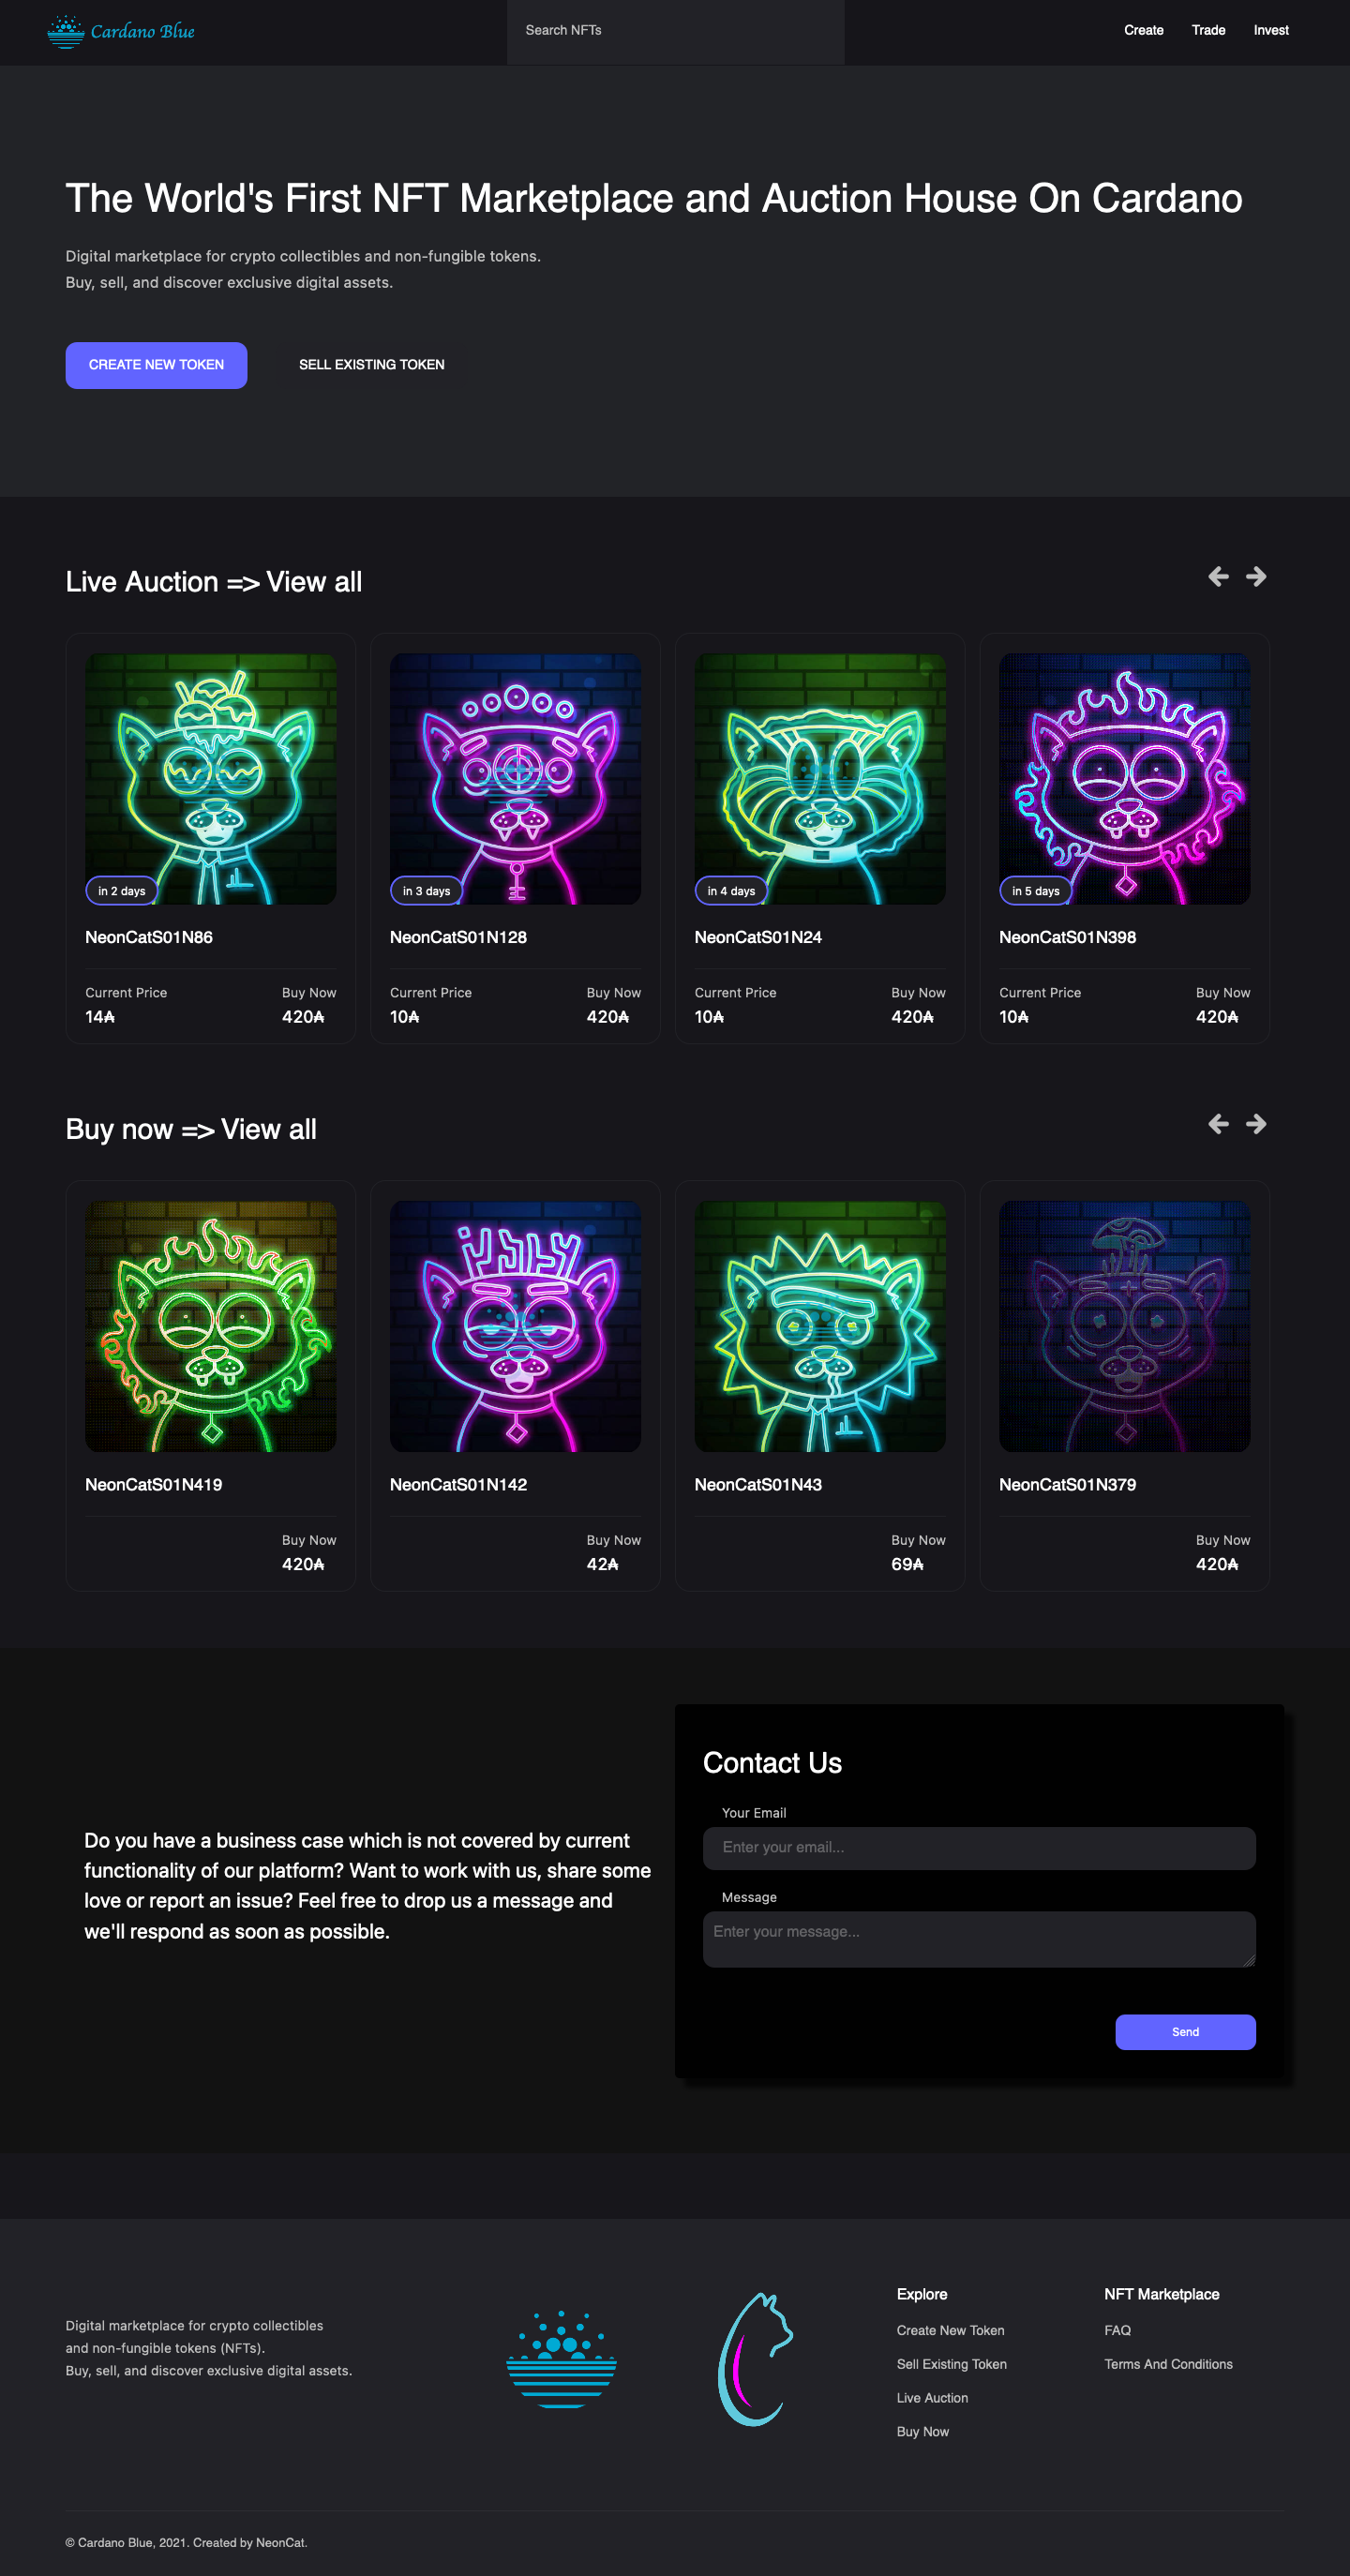 Cardano Blue
Search NFTs
Create Trade Invest
The World's First NFT Marketplace and Auction House On Cardano
Digital marketplace for crypto collectibles and non-fungible tokens.
Buy, sell, and discover exclusive digital assets.
CREATE NEW TOKEN
SELL EXISTING TOKEN
Live Auction => View all
in 2 days
in 3 days
in 4 days
in 5 days
NeonCatS01N86
NeonCatS01N128
NeonCatS01N24
NeonCatS01N398
Current Price Buy Now
14₳ 420₳
Current Price Buy Now
10₳ 420₳
Current Price Buy Now
10₳ 420₳
Current Price Buy Now
10₳ 420₳
Buy now => View all
NeonCatS01N419
NeonCatS01N142
NeonCatS01N43
NeonCatS01N379
Buy Now
420₳
Buy Now
42₳
Buy Now
69₳
Buy Now
420₳
Do you have a business case which is not covered by current
functionality of our platform? Want to work with us, share some
love or report an issue? Feel free to drop us a message and
we'll respond as soon as possible.
Contact Us
Your Email
Enter your email...
Message
Enter your message...
Send
Digital marketplace for crypto collectibles
and non-fungible tokens (NFTs).
Buy, sell, and discover exclusive digital assets.
Explore
Create New Token
Sell Existing Token
Live Auction
Buy Now
NFT Marketplace
FAQ
Terms And Conditions
© Cardano Blue, 2021. Created by NeonCat.